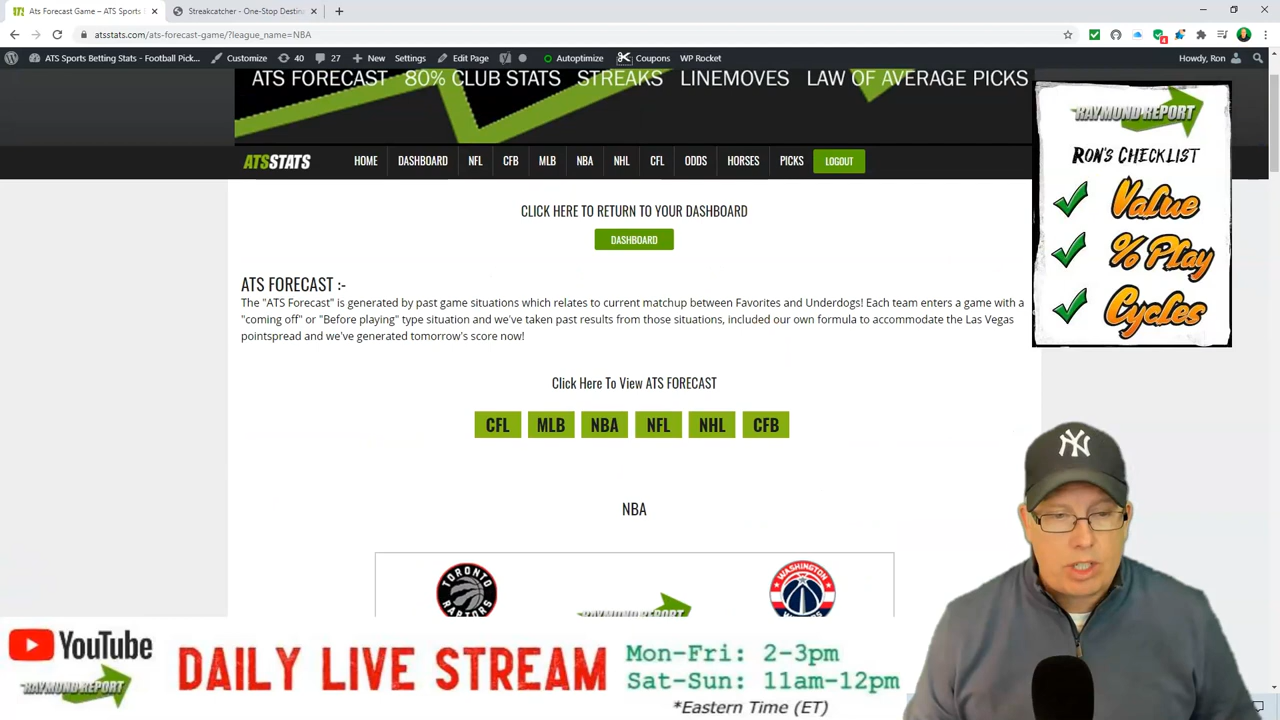 Ats Forecast Game – ATS Sports B
Streakcatcher - One-Stop Destina
atsstats.com/ats-forecast-game/?league_name=NBA
ATS Sports Betting Stats - Football Pick...
Customize
40
27
New
Settings
Edit Page
Autoptimize
Coupons
WP Rocket
Howdy, Ron
ATS FORECAST 80% CLUB STATS STREAKS LINEMOVES LAW OF AVERAGE PICKS
ATSSTATS
HOME
DASHBOARD
NFL
CFB
MLB
NBA
NHL
CFL
ODDS
HORSES
PICKS
LOGOUT
RAYMOND REPORT
RON'S CHECKLIST
Value
% Play
Cycles
CLICK HERE TO RETURN TO YOUR DASHBOARD
DASHBOARD
ATS FORECAST :-
The "ATS Forecast" is generated by past game situations which relates to current matchup between Favorites and Underdogs! Each team enters a game with a
"coming off" or "Before playing" type situation and we've taken past results from those situations, included our own formula to accommodate the Las Vegas
pointspread and we've generated tomorrow's score now!
Click Here To View ATS FORECAST
CFL
MLB
NBA
NFL
NHL
CFB
NBA
TORONTO
RAPTORS
RAYMOND REPORT
WASHINGTON
YouTube
RAYMOND REPORT
DAILY LIVE STREAM
Mon-Fri: 2-3pm
Sat-Sun: 11am-12pm
*Eastern Time (ET)